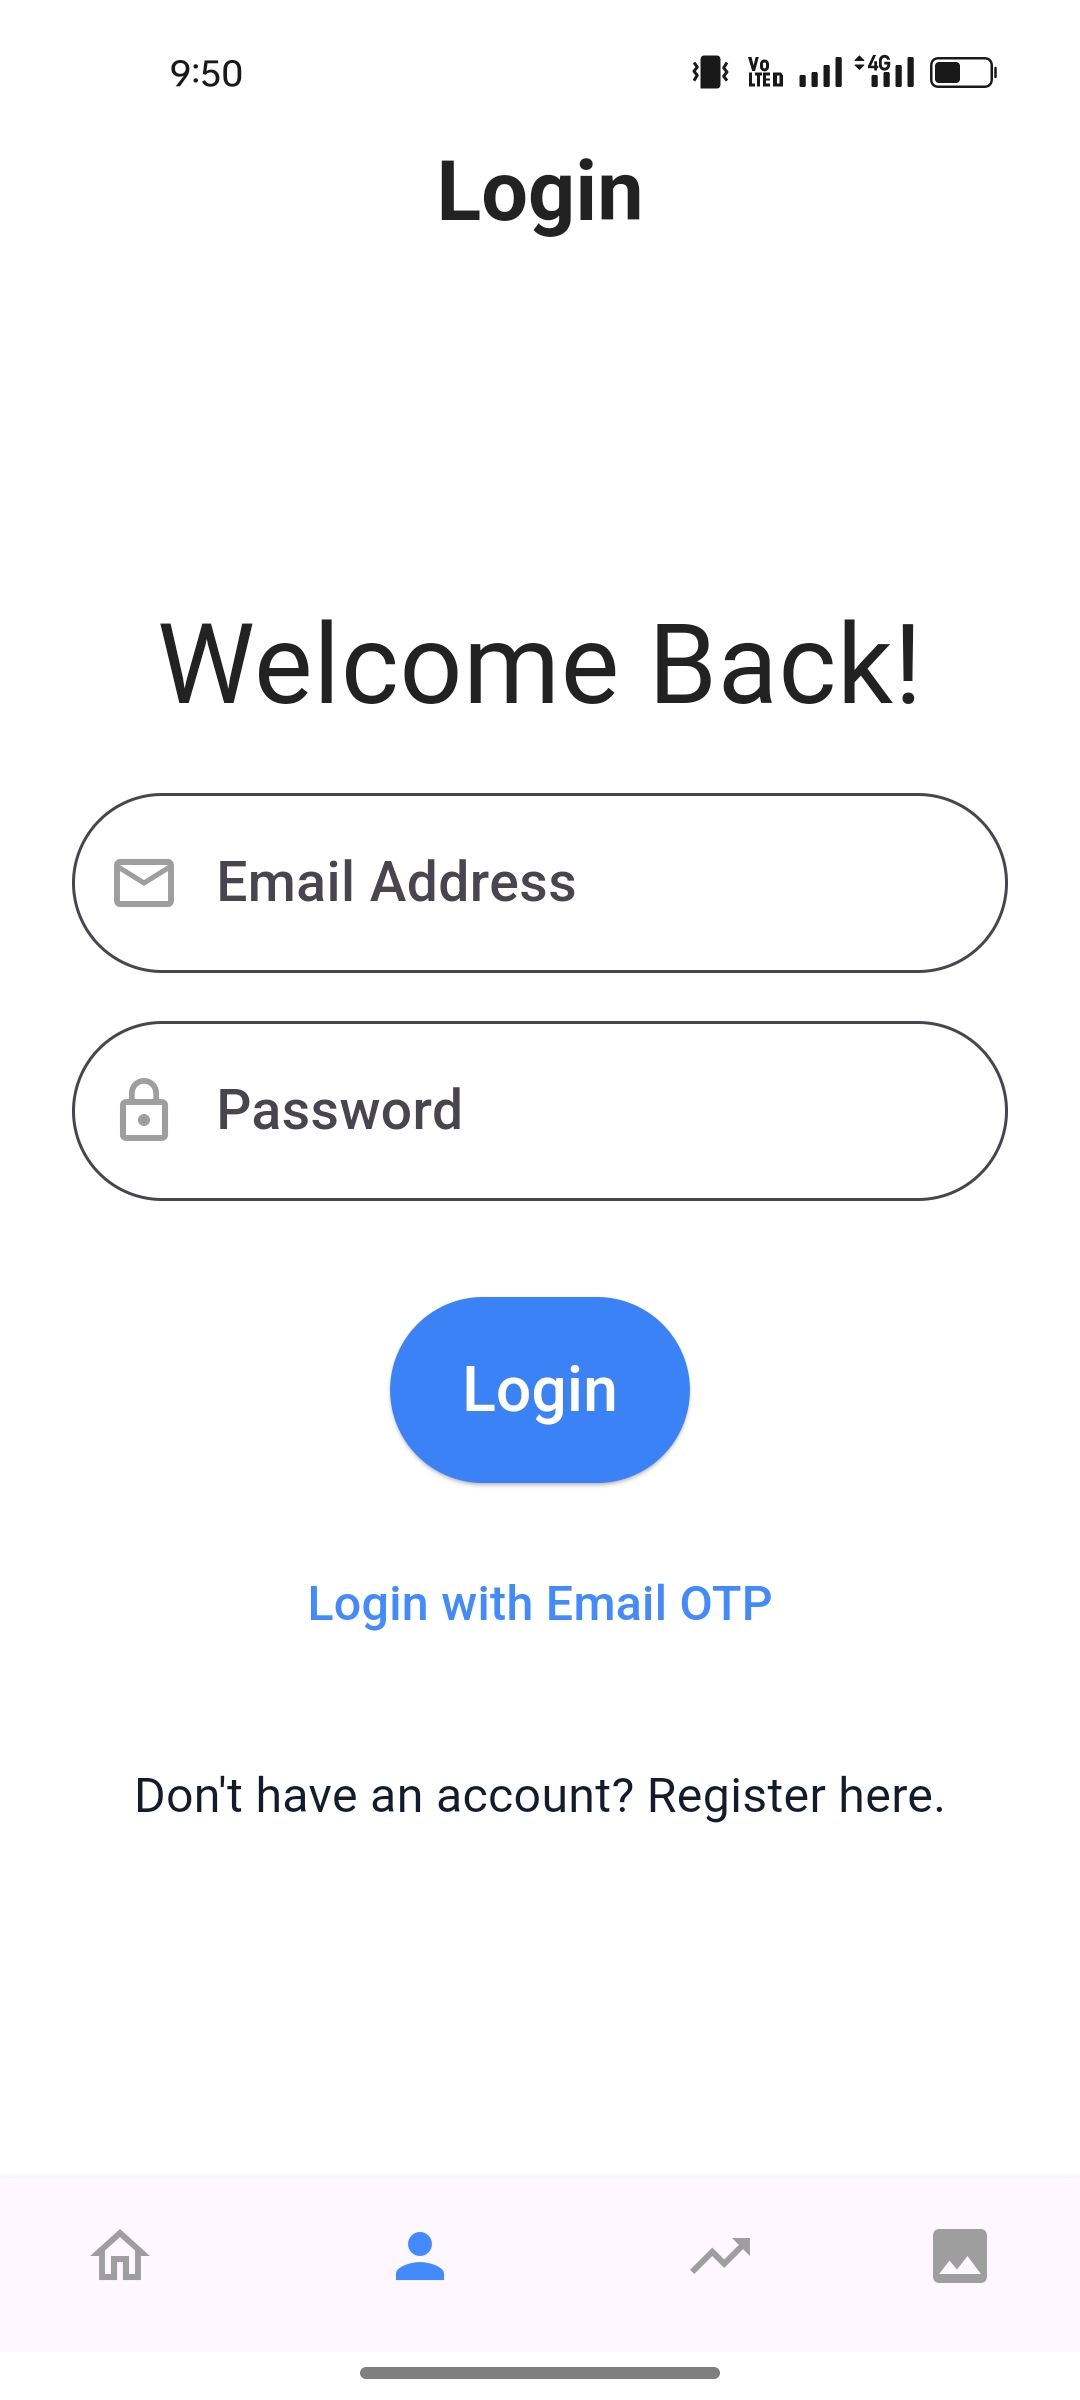 9:50
Vo
LTE D
4G
Login
Welcome Back!
Email Address
Password
Login
Login with Email OTP
Don't have an account? Register here.